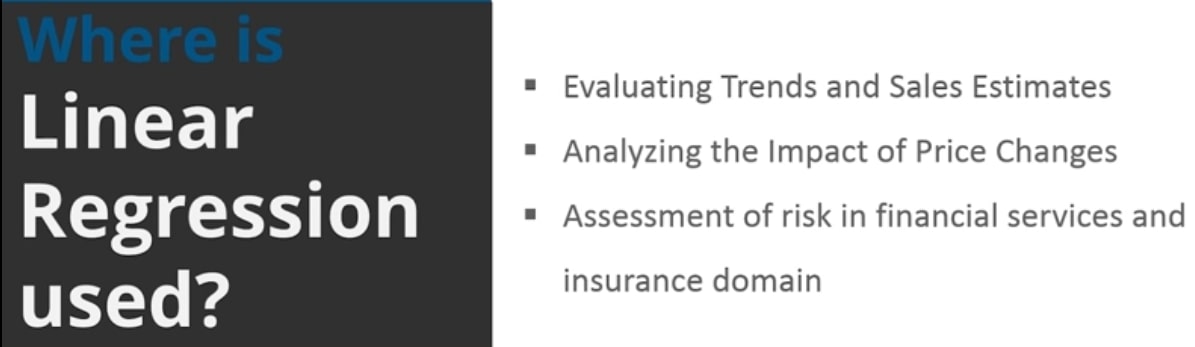 Where is
Linear
Regression
used?
▪ Evaluating Trends and Sales Estimates
▪ Analyzing the Impact of Price Changes
▪ Assessment of risk in financial services and
insurance domain